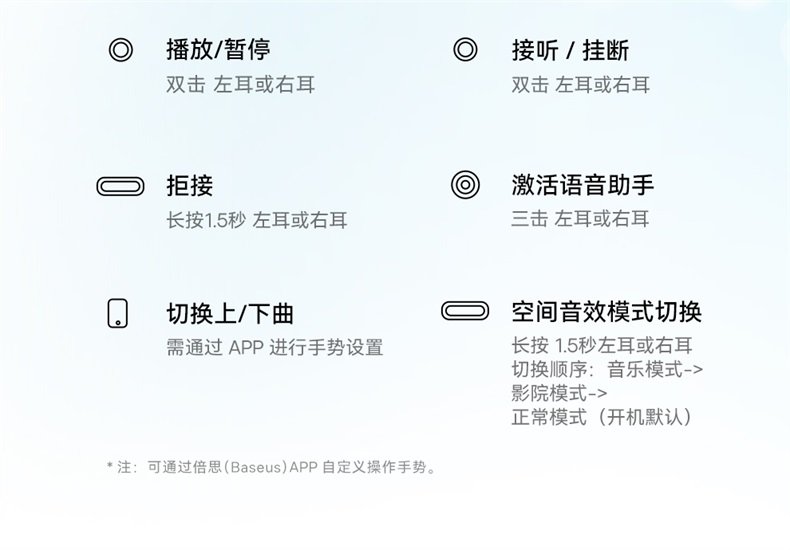 播放/暂停
双击 左耳或右耳
接听 / 挂断
双击 左耳或右耳
拒接
长按1.5秒 左耳或右耳
激活语音助手
三击 左耳或右耳
切换上/下曲
需通过 APP 进行手势设置
空间音效模式切换
长按 1.5秒左耳或右耳
切换顺序：音乐模式->
影院模式->
正常模式（开机默认）
* 注：可通过倍思(Baseus)APP 自定义操作手势。